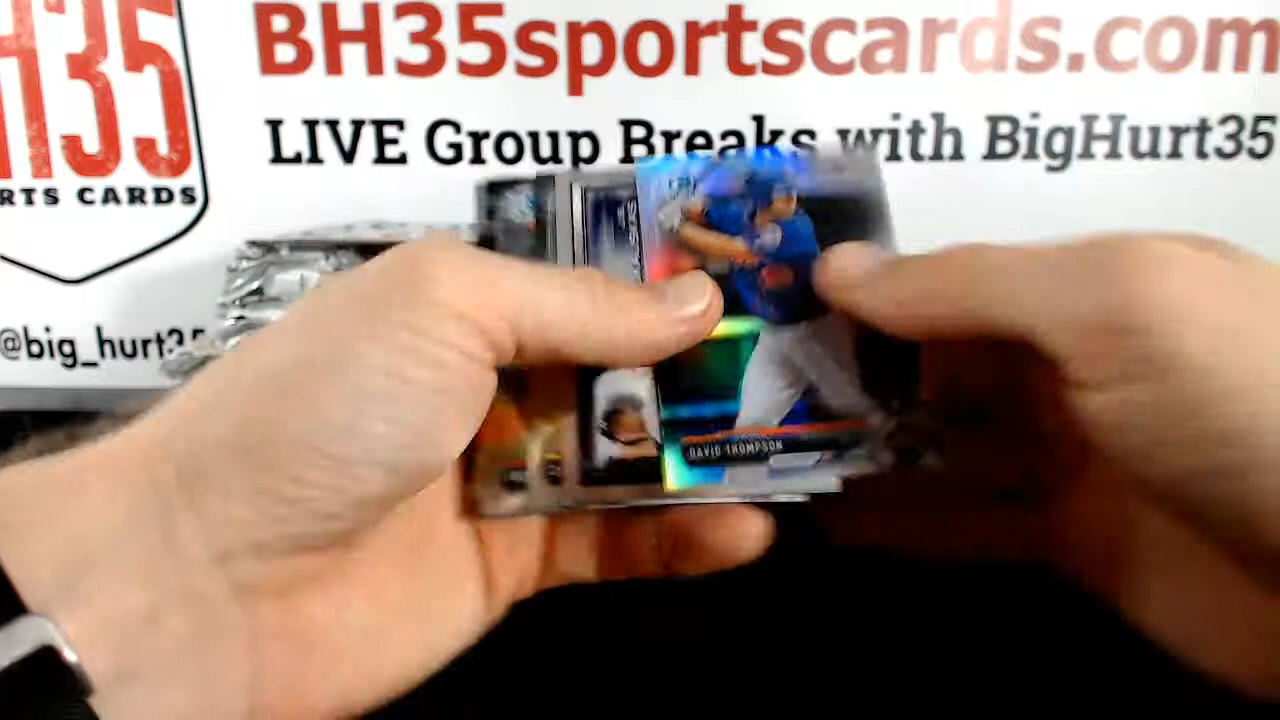 H35
RTS CARDS
@big_hurt35
BH35sportscards.com
LIVE Group Breaks with BigHurt35
DAVID THOMPSON